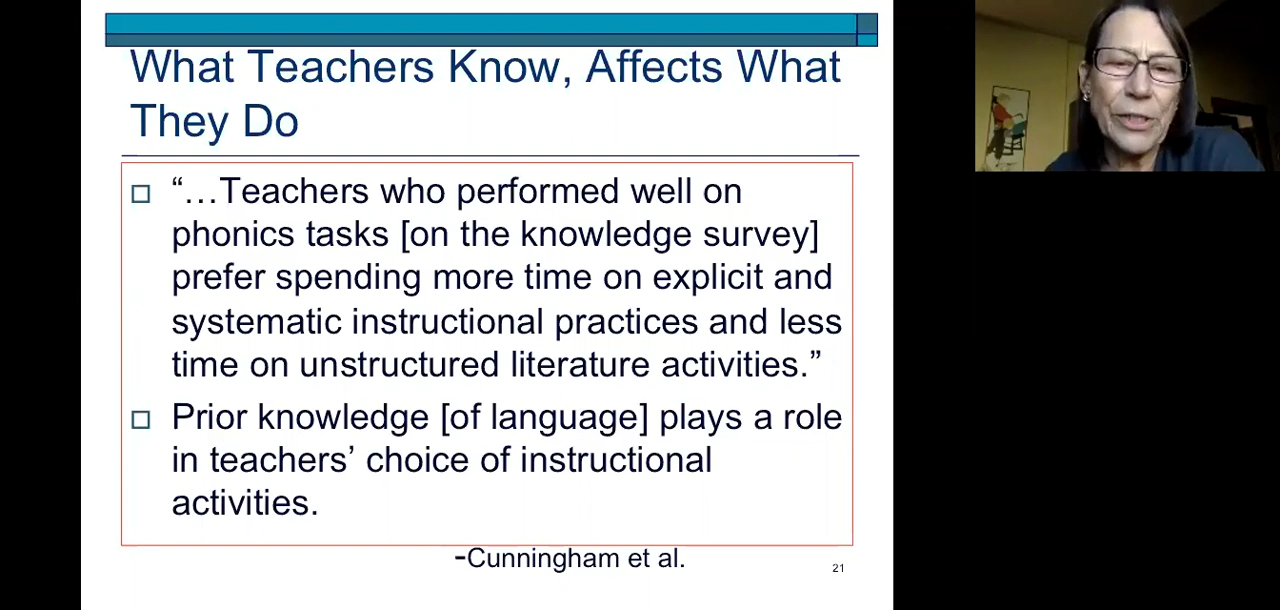 What Teachers Know, Affects What
They Do
“…Teachers who performed well on
phonics tasks [on the knowledge survey]
prefer spending more time on explicit and
systematic instructional practices and less
time on unstructured literature activities.”
Prior knowledge [of language] plays a role
in teachers’ choice of instructional
activities.
-Cunningham et al.
21